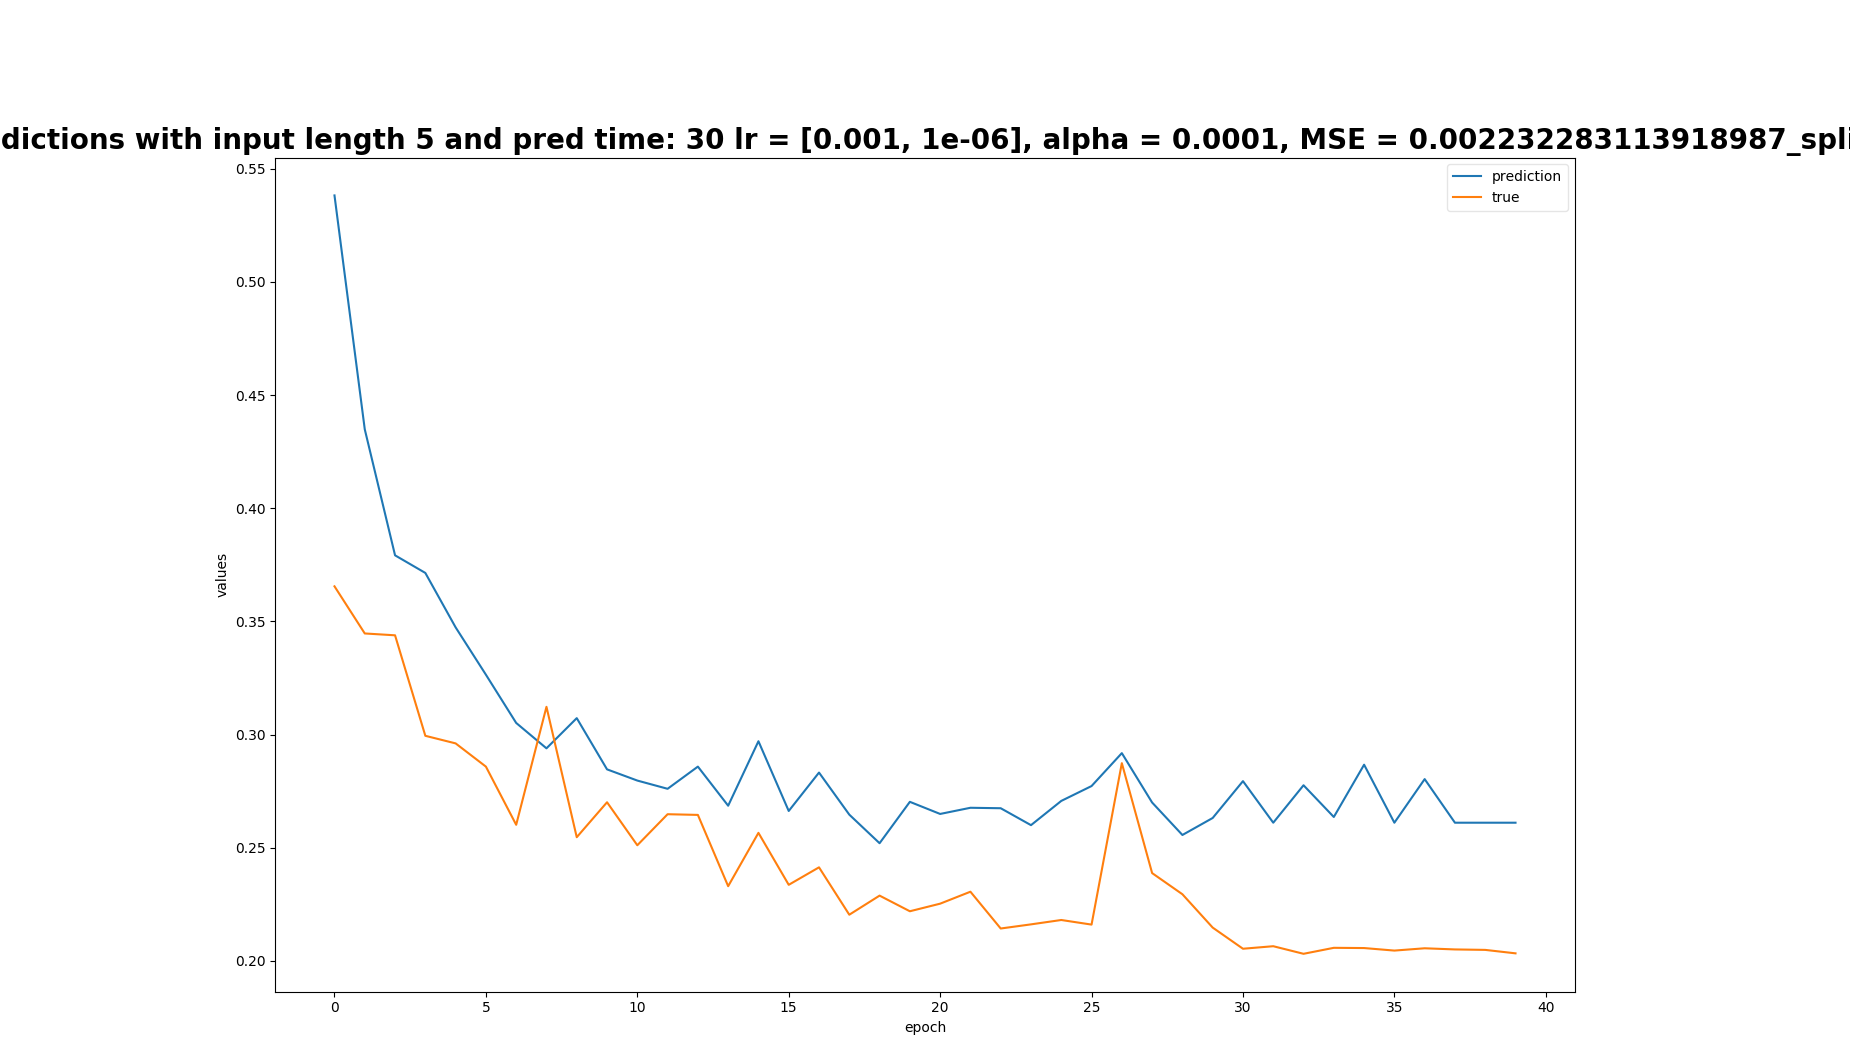 dictions with input length 5 and pred time: 30 lr = [0.001, 1e-06], alpha = 0.0001, MSE = 0.002232283113918987_spli
prediction
true
0.55
0.50
0.45
0.40
0.35
0.30
0.25
0.20
values
0 5 10 15 20 25 30 35 40
epoch